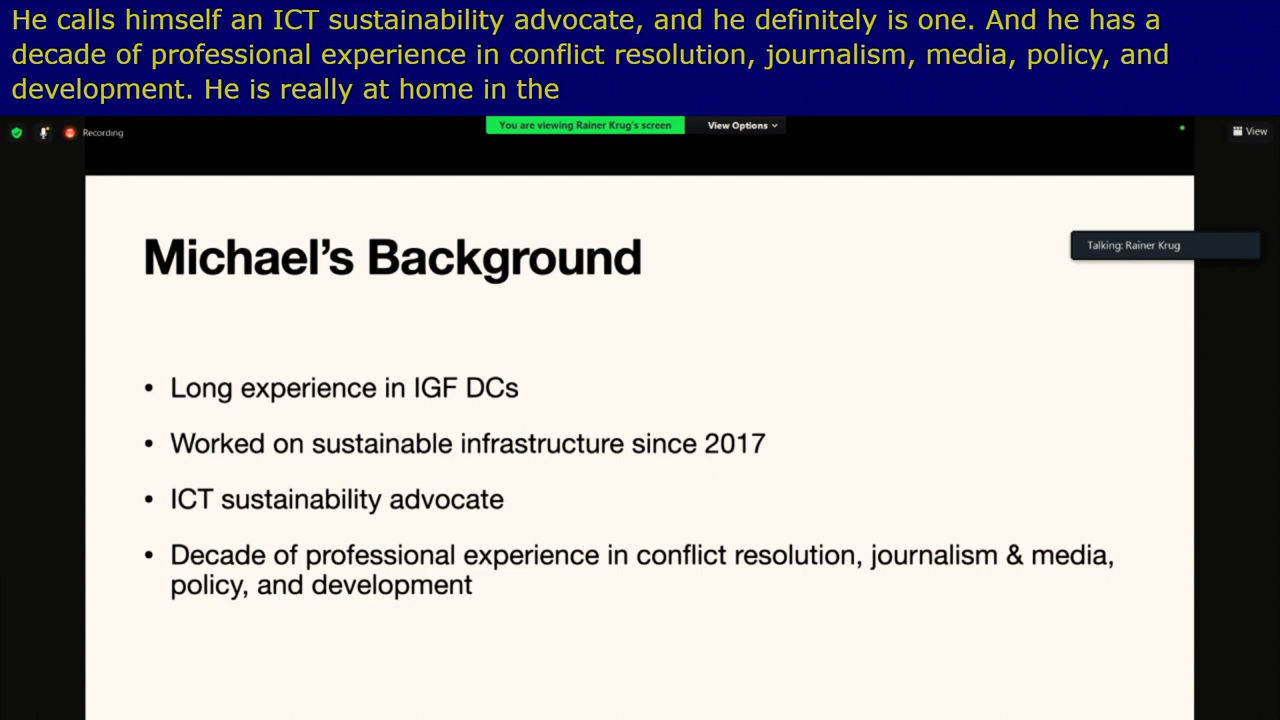 He calls himself an ICT sustainability advocate, and he definitely is one. And he has a
decade of professional experience in conflict resolution, journalism, media, policy, and
development. He is really at home in the
Recording
You are viewing Rainer Krug's screen
View Options
View
Talking: Rainer Krug
Michael’s Background
• Long experience in IGF DCs
• Worked on sustainable infrastructure since 2017
• ICT sustainability advocate
• Decade of professional experience in conflict resolution, journalism & media,
policy, and development